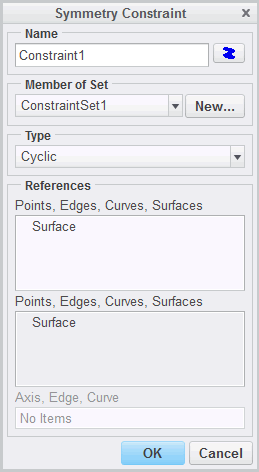 Symmetry Constraint x
Name
Constraint1
Member of Set
ConstraintSet1 New...
Type
Cyclic
References
Points, Edges, Curves, Surfaces
Surface
Points, Edges, Curves, Surfaces
Surface
Axis, Edge, Curve
No Items
OK Cancel